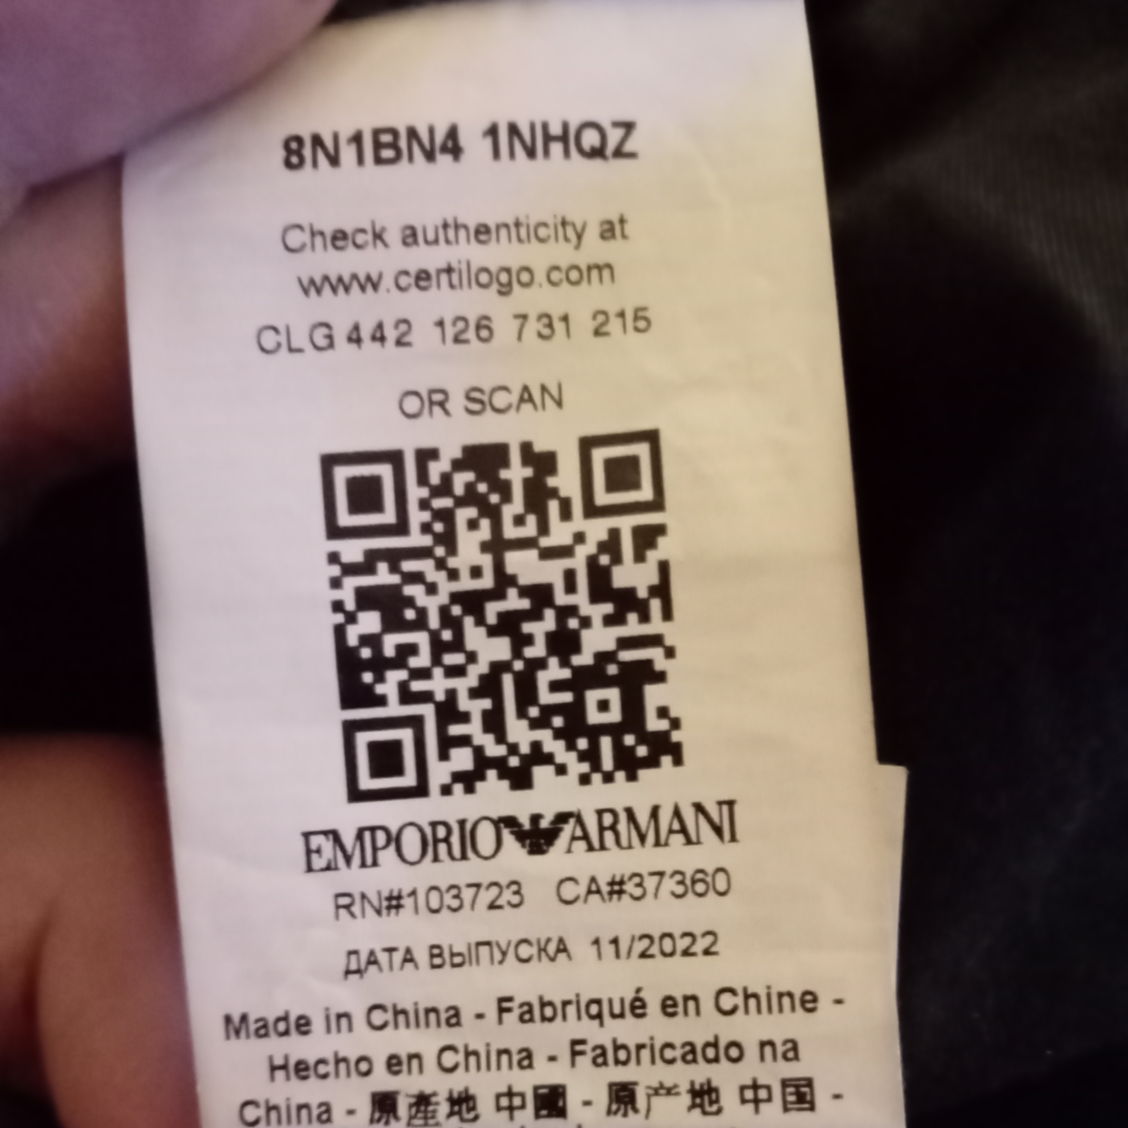 8N1BN4 1NHQZ
Check authenticity at
www.certilogo.com
CLG 442 126 731 215
OR SCAN
EMPORIO ARMANI
RN#103723 CA#37360
ДАТА ВЫПУСКА 11/2022
Made in China - Fabriqué en Chine -
Hecho en China - Fabricado na
China - 原產地 中國 - 原产地 中国 -